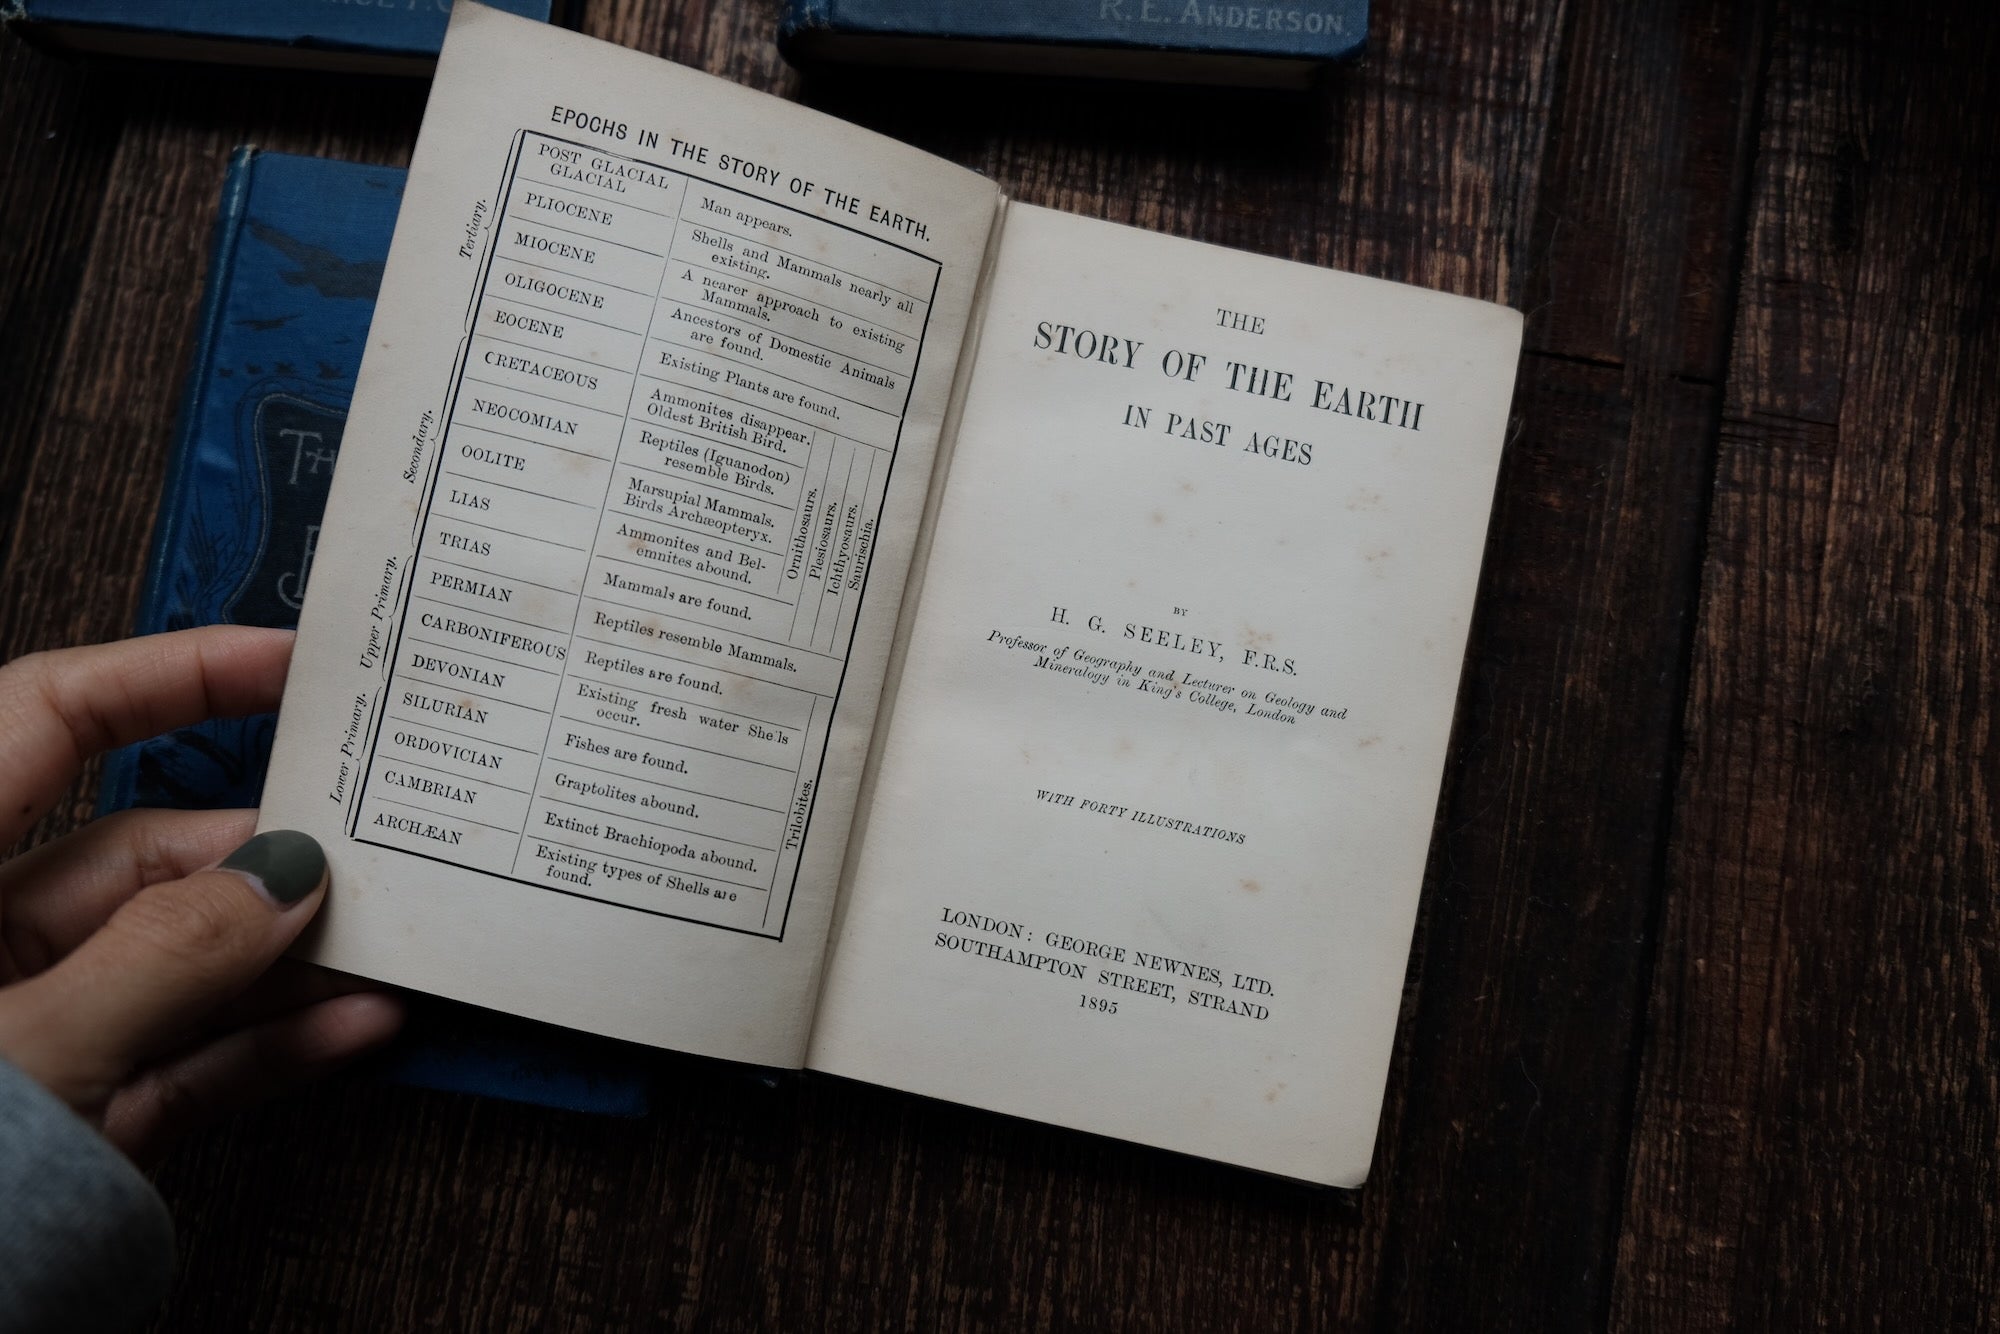 R. E. ANDERSON.
EPOCHS IN THE STORY OF THE EARTH.
Tertiary.
POST GLACIAL
GLACIAL
Man appears.
PLIOCENE
Shells and Mammals nearly all
existing.
MIOCENE
A nearer approach to existing
Mammals.
OLIGOCENE
Ancestors of Domestic Animals
are found.
EOCENE
Existing Plants are found.
Secondary.
CRETACEOUS
Ammonites disappear.
Oldest British Bird.
NEOCOMIAN
Reptiles (Iguanodon)
resemble Birds.
OOLITE
Marsupial Mammals.
Birds Archæopteryx.
LIAS
Ammonites and Bel-
emnites abound.
TRIAS
Mammals are found.
Ornithosaurs.
Plesiosaurs.
Ichthyosaurs.
Saurischia.
Upper Primary.
PERMIAN
Reptiles resemble Mammals.
CARBONIFEROUS
Reptiles are found.
DEVONIAN
Existing fresh water Shells
occur.
Lower Primary.
SILURIAN
Fishes are found.
ORDOVICIAN
Graptolites abound.
CAMBRIAN
Extinct Brachiopoda abound.
ARCHÆAN
Existing types of Shells are
found.
Trilobites.
THE
STORY OF THE EARTH
IN PAST AGES
BY
H. G. SEELEY, F.R.S.
Professor of Geography and Lecturer on Geology and
Mineralogy in King's College, London
WITH FORTY ILLUSTRATIONS
LONDON: GEORGE NEWNES, LTD.
SOUTHAMPTON STREET, STRAND
1895